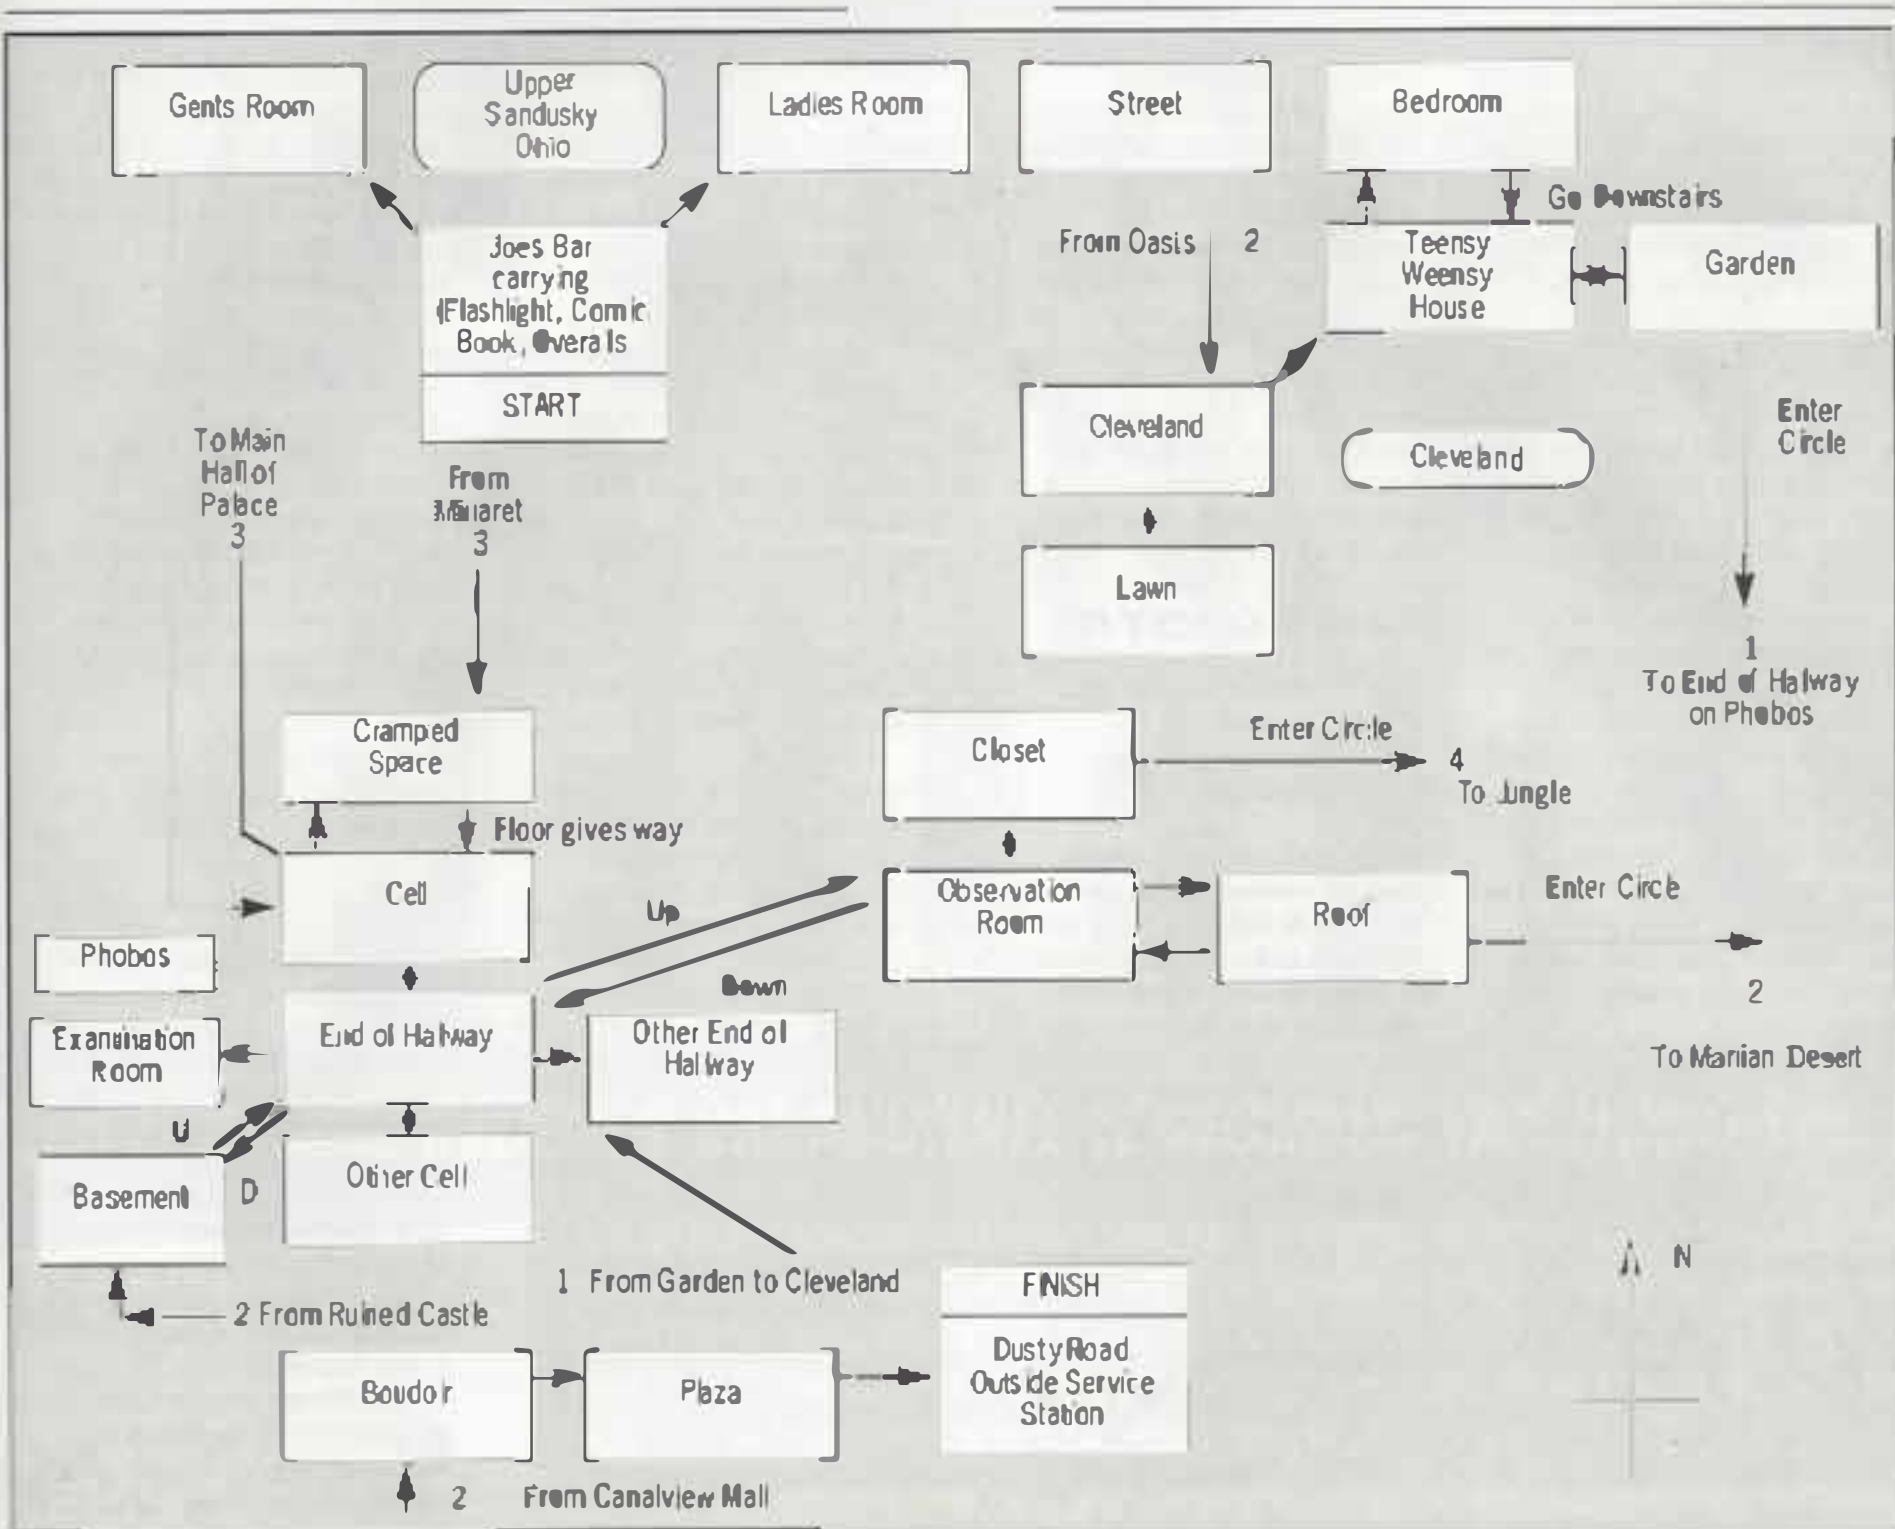 Gents Room
Upper
Sandusky
Ohio
Ladies Room
Street
Bedroom
Go Downstairs
Joes Bar
carrying
(Flashlight, Comic
Book, Overalls
START
From Oasis 2
Teensy
Weensy
House
Garden
Enter
Circle
Cleveland
Cleveland
Lawn
1
To End of Hallway
on Phobos
To Main
Hall of
Palace
3
From
3
Cramped
Space
Floor gives way
Closet
Enter Circle
4
To Jungle
Cell
Up
Down
Observation
Room
Roof
Enter Circle
2
To Martian Desert
Phobos
Examination
Room
End of Hallway
Other End of
Hallway
U
D
Basement
Other Cell
1 From Garden to Cleveland
2 From Ruined Castle
FINISH
Dusty Road
Outside Service
Station
N
Boudoir
Plaza
2 From Canalview Mall